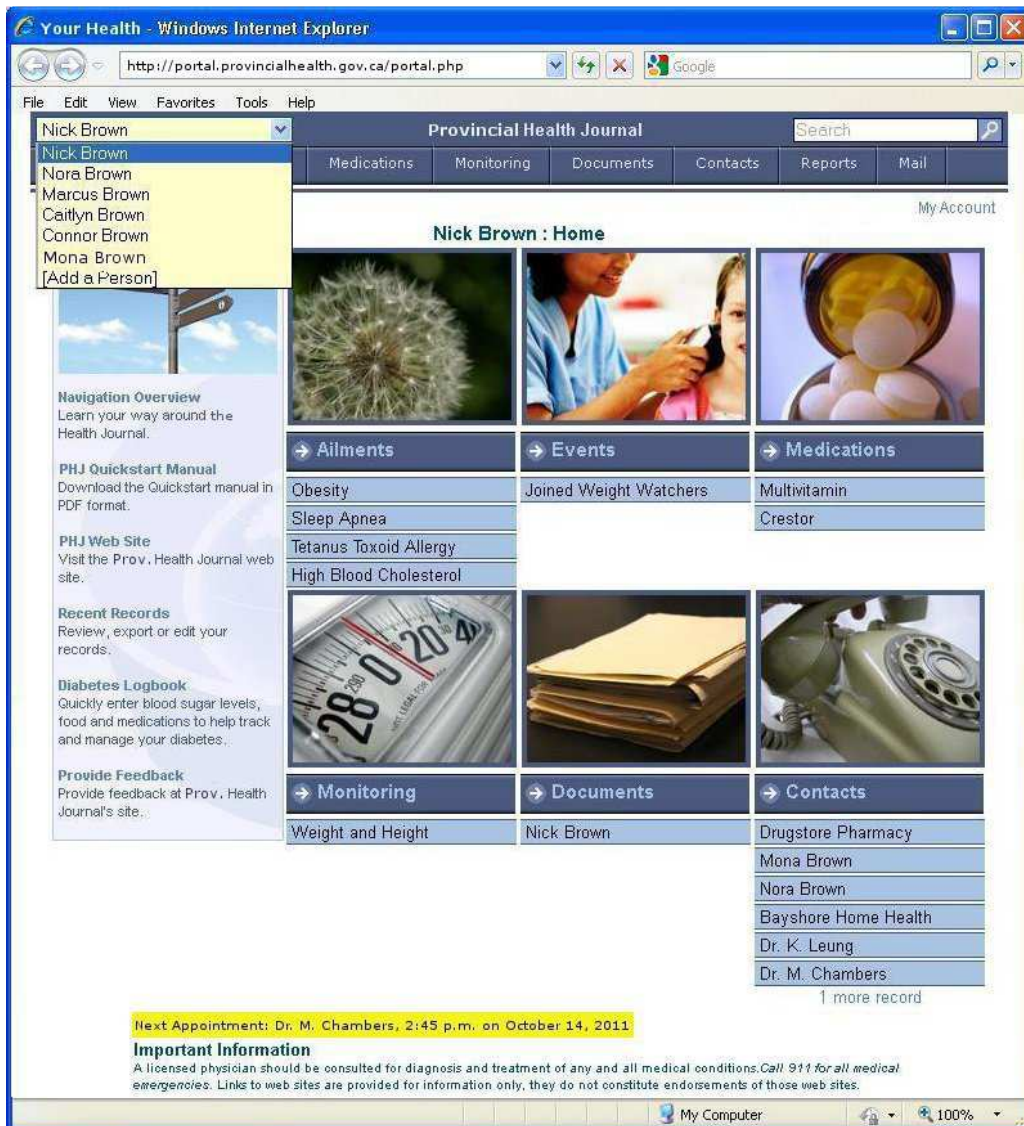 Your Health - Windows Internet Explorer
http://portal.provincialhealth.gov.ca/portal.php
Google
File Edit View Favorites Tools Help
Nick Brown
Provincial Health Journal
Search
Nick Brown
Nora Brown
Marcus Brown
Caitlyn Brown
Connor Brown
Mona Brown
[Add a Person]
Medications Monitoring Documents Contacts Reports Mail
My Account
Nick Brown : Home
Navigation Overview
Learn your way around the
Health Journal.
PHJ Quickstart Manual
Download the Quickstart manual in
PDF format.
PHJ Web Site
Visit the Prov. Health Journal web
site.
Recent Records
Review, export or edit your
records.
Diabetes Logbook
Quickly enter blood sugar levels,
food and medications to help track
and manage your diabetes.
Provide Feedback
Provide feedback at Prov. Health
Journal's site.
Ailments
Obesity
Sleep Apnea
Tetanus Toxoid Allergy
High Blood Cholesterol
Events
Joined Weight Watchers
Medications
Multivitamin
Crestor
28 0 20 40
Monitoring
Weight and Height
Documents
Nick Brown
Contacts
Drugstore Pharmacy
Mona Brown
Nora Brown
Bayshore Home Health
Dr. K. Leung
Dr. M. Chambers
1 more record
Next Appointment: Dr. M. Chambers, 2:45 p.m. on October 14, 2011
Important Information
A licensed physician should be consulted for diagnosis and treatment of any and all medical conditions.Call 911 for all medical
emergencies. Links to web sites are provided for information only, they do not constitute endorsements of those web sites.
My Computer
100%